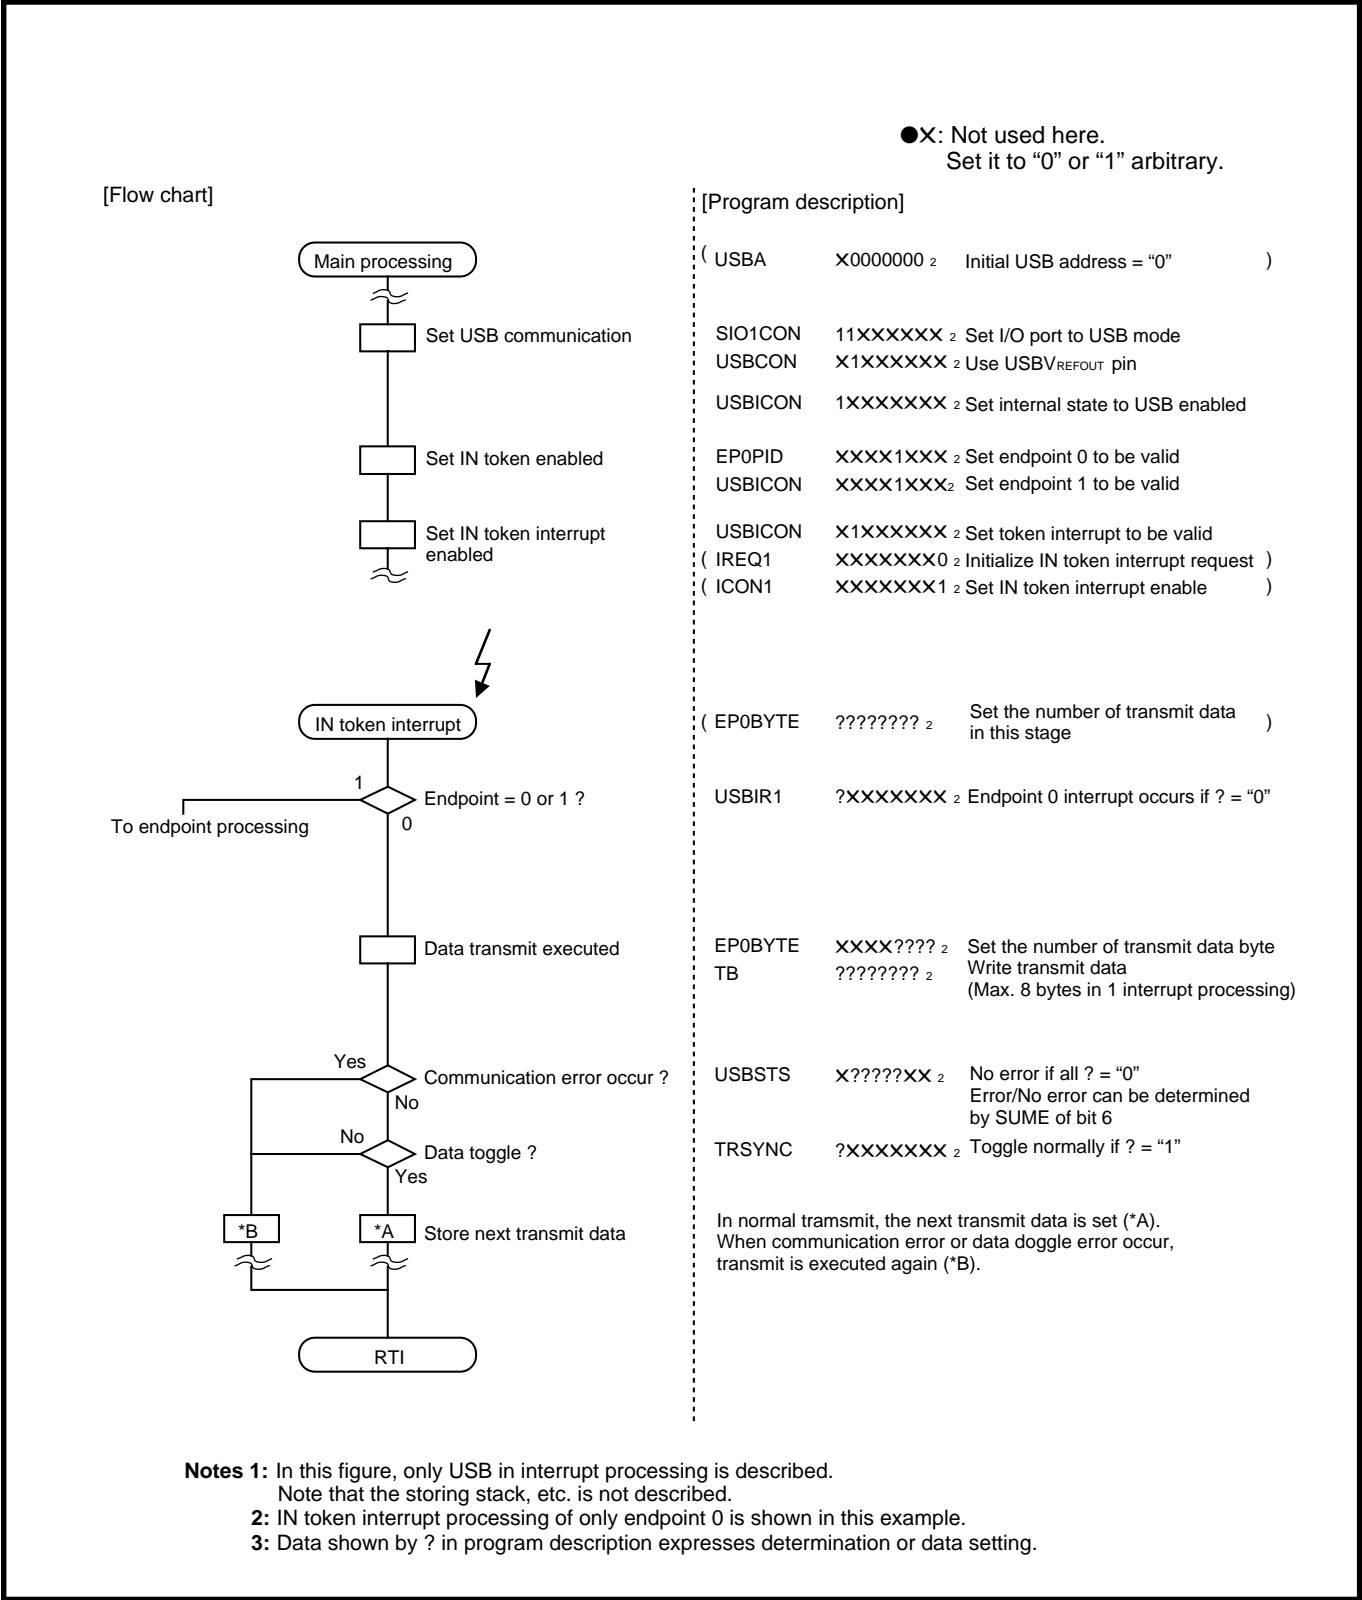 ●X: Not used here.
Set it to “0” or “1” arbitrary.
[Flow chart]
[Program description]
Main processing
( USBA X0000000 2 Initial USB address = “0” )
Set USB communication
SIO1CON 11XXXXXX 2 Set I/O port to USB mode
USBCON X1XXXXXX 2 Use USBVREFOUT pin
USBICON 1XXXXXXX 2 Set internal state to USB enabled
Set IN token enabled
EP0PID XXXX1XXX 2 Set endpoint 0 to be valid
USBICON XXXX1XXX2 Set endpoint 1 to be valid
Set IN token interrupt
enabled
USBICON X1XXXXXX 2 Set token interrupt to be valid
( IREQ1 XXXXXXX0 2 Initialize IN token interrupt request )
( ICON1 XXXXXXX1 2 Set IN token interrupt enable )
IN token interrupt
( EP0BYTE ???????? 2 Set the number of transmit data
in this stage )
1
Endpoint = 0 or 1 ?
0
To endpoint processing
USBIR1 ?XXXXXXX 2 Endpoint 0 interrupt occurs if ? = “0”
Data transmit executed
EP0BYTE XXXX???? 2 Set the number of transmit data byte
TB ???????? 2 Write transmit data
(Max. 8 bytes in 1 interrupt processing)
Yes
Communication error occur ?
No
USBSTS X?????XX 2 No error if all ? = “0”
Error/No error can be determined
by SUME of bit 6
No
Data toggle ?
Yes
TRSYNC ?XXXXXXX 2 Toggle normally if ? = “1”
*B
*A
Store next transmit data
In normal tramsmit, the next transmit data is set (*A).
When communication error or data doggle error occur,
transmit is executed again (*B).
RTI
Notes 1: In this figure, only USB in interrupt processing is described.
Note that the storing stack, etc. is not described.
2: IN token interrupt processing of only endpoint 0 is shown in this example.
3: Data shown by ? in program description expresses determination or data setting.